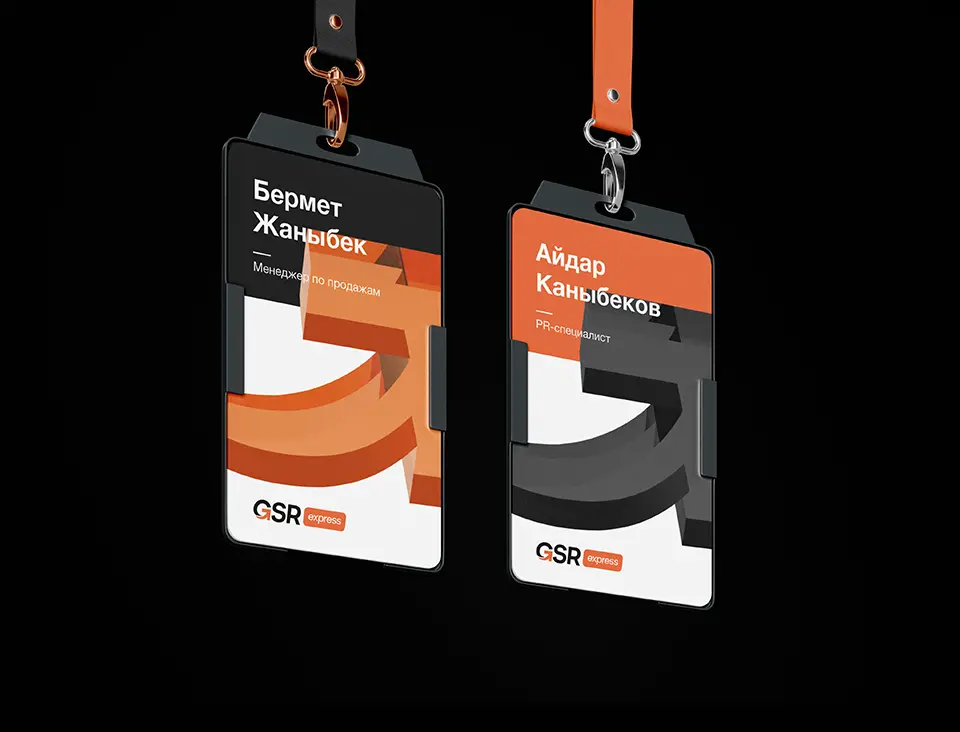 Бермет
Жаныбек
Менеджер по продажам
GSR express
Айдар
Каныбеков
PR-специалист
GSR express